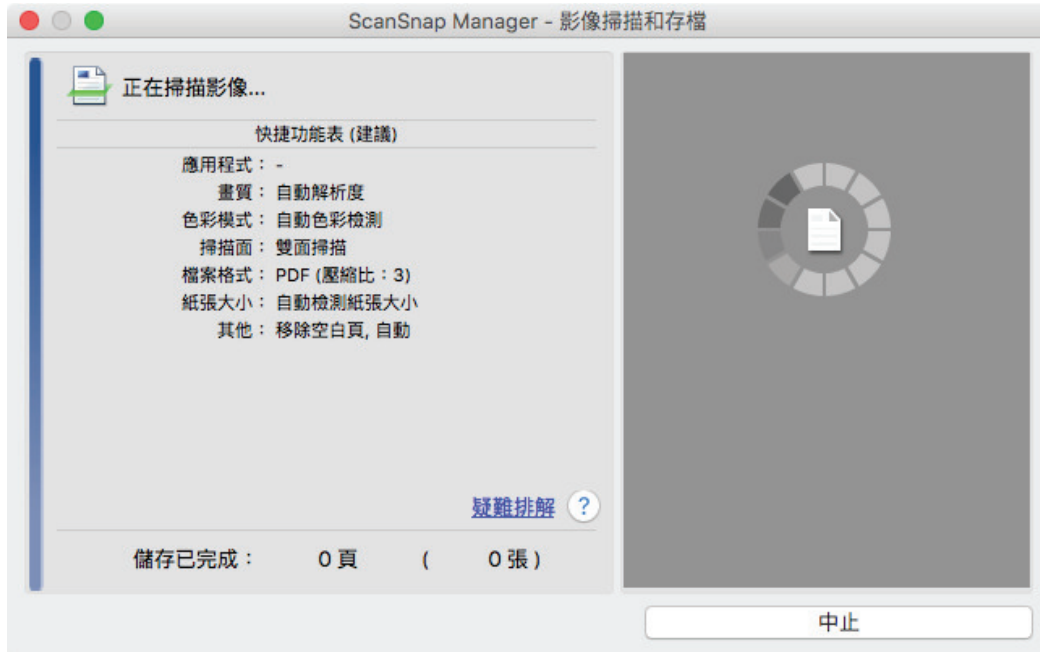 ScanSnap Manager - 影像掃描和存檔
正在掃描影像...
快捷功能表 (建議)
應用程式： -
畫質： 自動解析度
色彩模式： 自動色彩檢測
掃描面： 雙面掃描
檔案格式： PDF (壓縮比：3)
紙張大小： 自動檢測紙張大小
其他： 移除空白頁, 自動
疑難排解 ?
儲存已完成： 0 頁 ( 0 張 )
中止